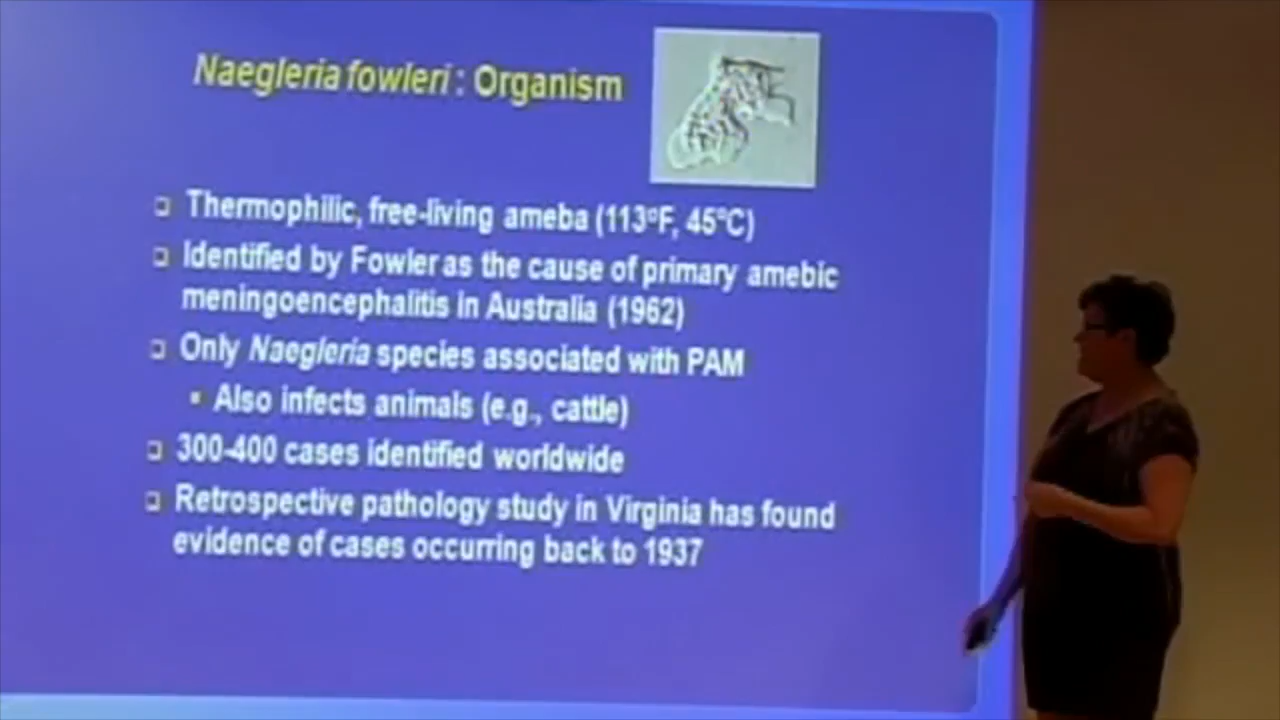 Naegleria fowleri : Organism
Thermophilic, free-living ameba (113ºF, 45ºC)
Identified by Fowler as the cause of primary amebic
meningoencephalitis in Australia (1962)
Only Naegleria species associated with PAM
Also infects animals (e.g., cattle)
300-400 cases identified worldwide
Retrospective pathology study in Virginia has found
evidence of cases occurring back to 1937